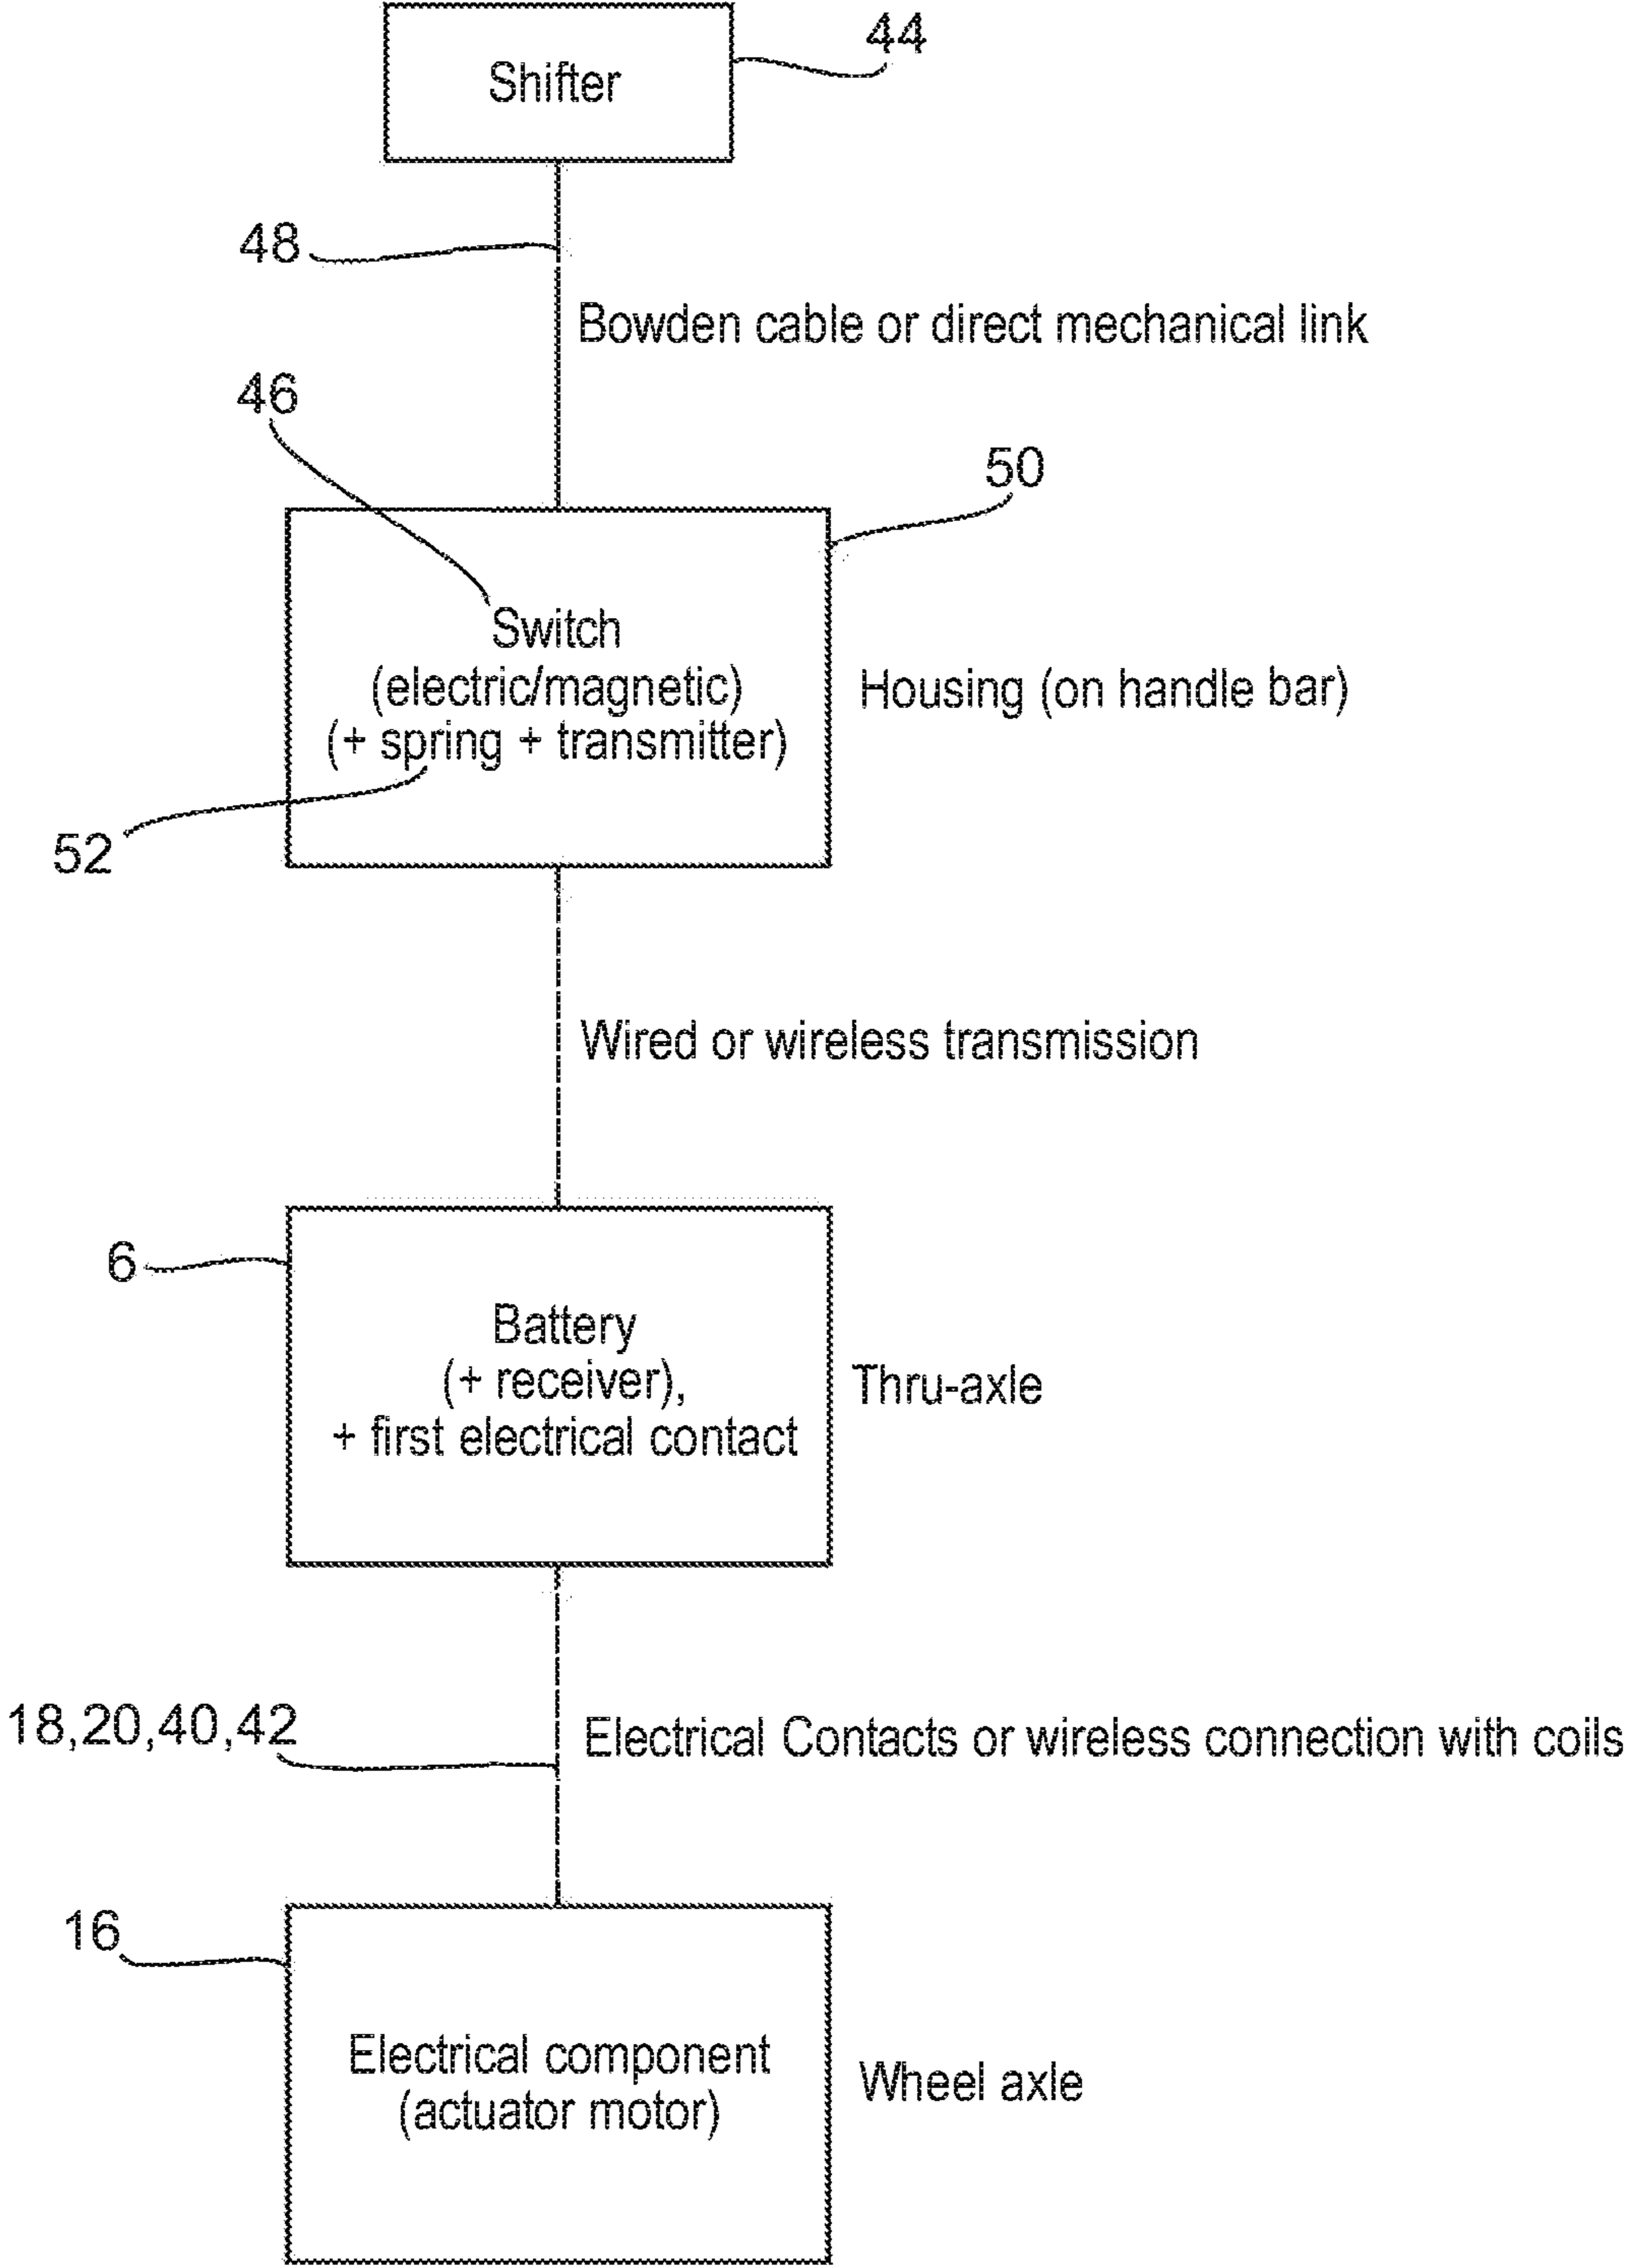 44
Shifter
48
Bowden cable or direct mechanical link
46
50
Switch
(electric/magnetic)
(+ spring + transmitter)
Housing (on handle bar)
52
Wired or wireless transmission
6
Battery
(+ receiver),
+ first electrical contact
Thru-axle
18,20,40,42
Electrical Contacts or wireless connection with coils
16
Electrical component
(actuator motor)
Wheel axle